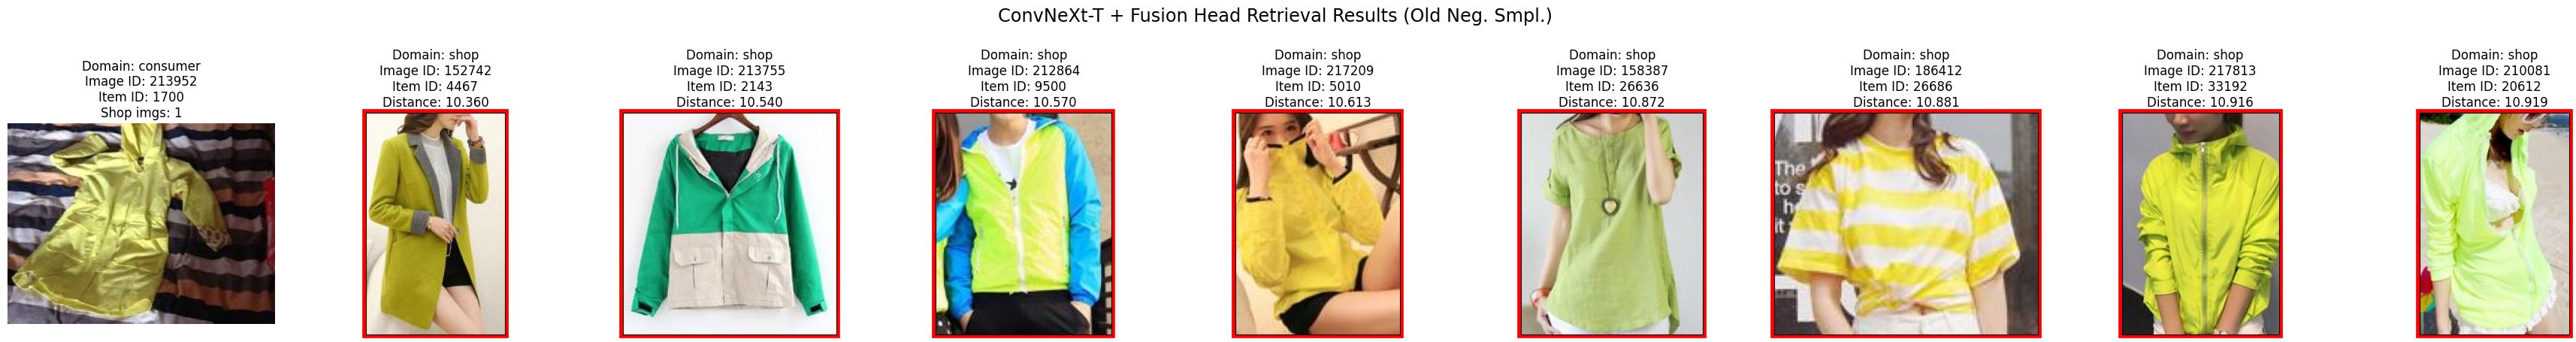 ConvNeXt-T + Fusion Head Retrieval Results (Old Neg. Smpl.)
Domain: consumer
Image ID: 213952
Item ID: 1700
Shop imgs: 1
Domain: shop
Image ID: 152742
Item ID: 4467
Distance: 10.360
Domain: shop
Image ID: 213755
Item ID: 2143
Distance: 10.540
Domain: shop
Image ID: 212864
Item ID: 9500
Distance: 10.570
Domain: shop
Image ID: 217209
Item ID: 5010
Distance: 10.613
Domain: shop
Image ID: 158387
Item ID: 26636
Distance: 10.872
Domain: shop
Image ID: 186412
Item ID: 26686
Distance: 10.881
The
to s
he
it
Domain: shop
Image ID: 217813
Item ID: 33192
Distance: 10.916
Domain: shop
Image ID: 210081
Item ID: 20612
Distance: 10.919